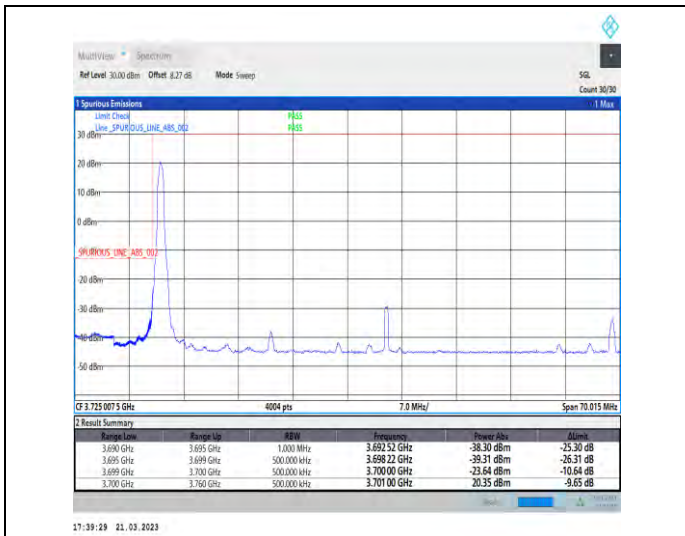 MultiView Spectrum
Ref Level 30.00 dBm Offset 8.27 dB Mode Sweep SGL
Count 30/30
1 Spurious Emissions 1 Max
Limit Check PASS
Line _SPURIOUS_LINE_ABS_002 PASS
30 dBm
20 dBm
10 dBm
0 dBm
_SPURIOUS_LINE_ABS_002
-20 dBm
-30 dBm
-40 dBm
-50 dBm
CF 3.725 007 5 GHz 4004 pts 7.0 MHz/ Span 70.015 MHz
2 Result Summary
Range Low Range Up RBW Frequency Power Abs ΔLimit
3.690 GHz 3.695 GHz 1.000 MHz 3.692 52 GHz -38.30 dBm -25.30 dB
3.695 GHz 3.699 GHz 500.000 kHz 3.698 22 GHz -39.31 dBm -26.31 dB
3.699 GHz 3.700 GHz 500.000 kHz 3.700 00 GHz -23.64 dBm -10.64 dB
3.700 GHz 3.760 GHz 500.000 kHz 3.701 00 GHz 20.35 dBm -9.65 dB
17:39:29 21.03.2023